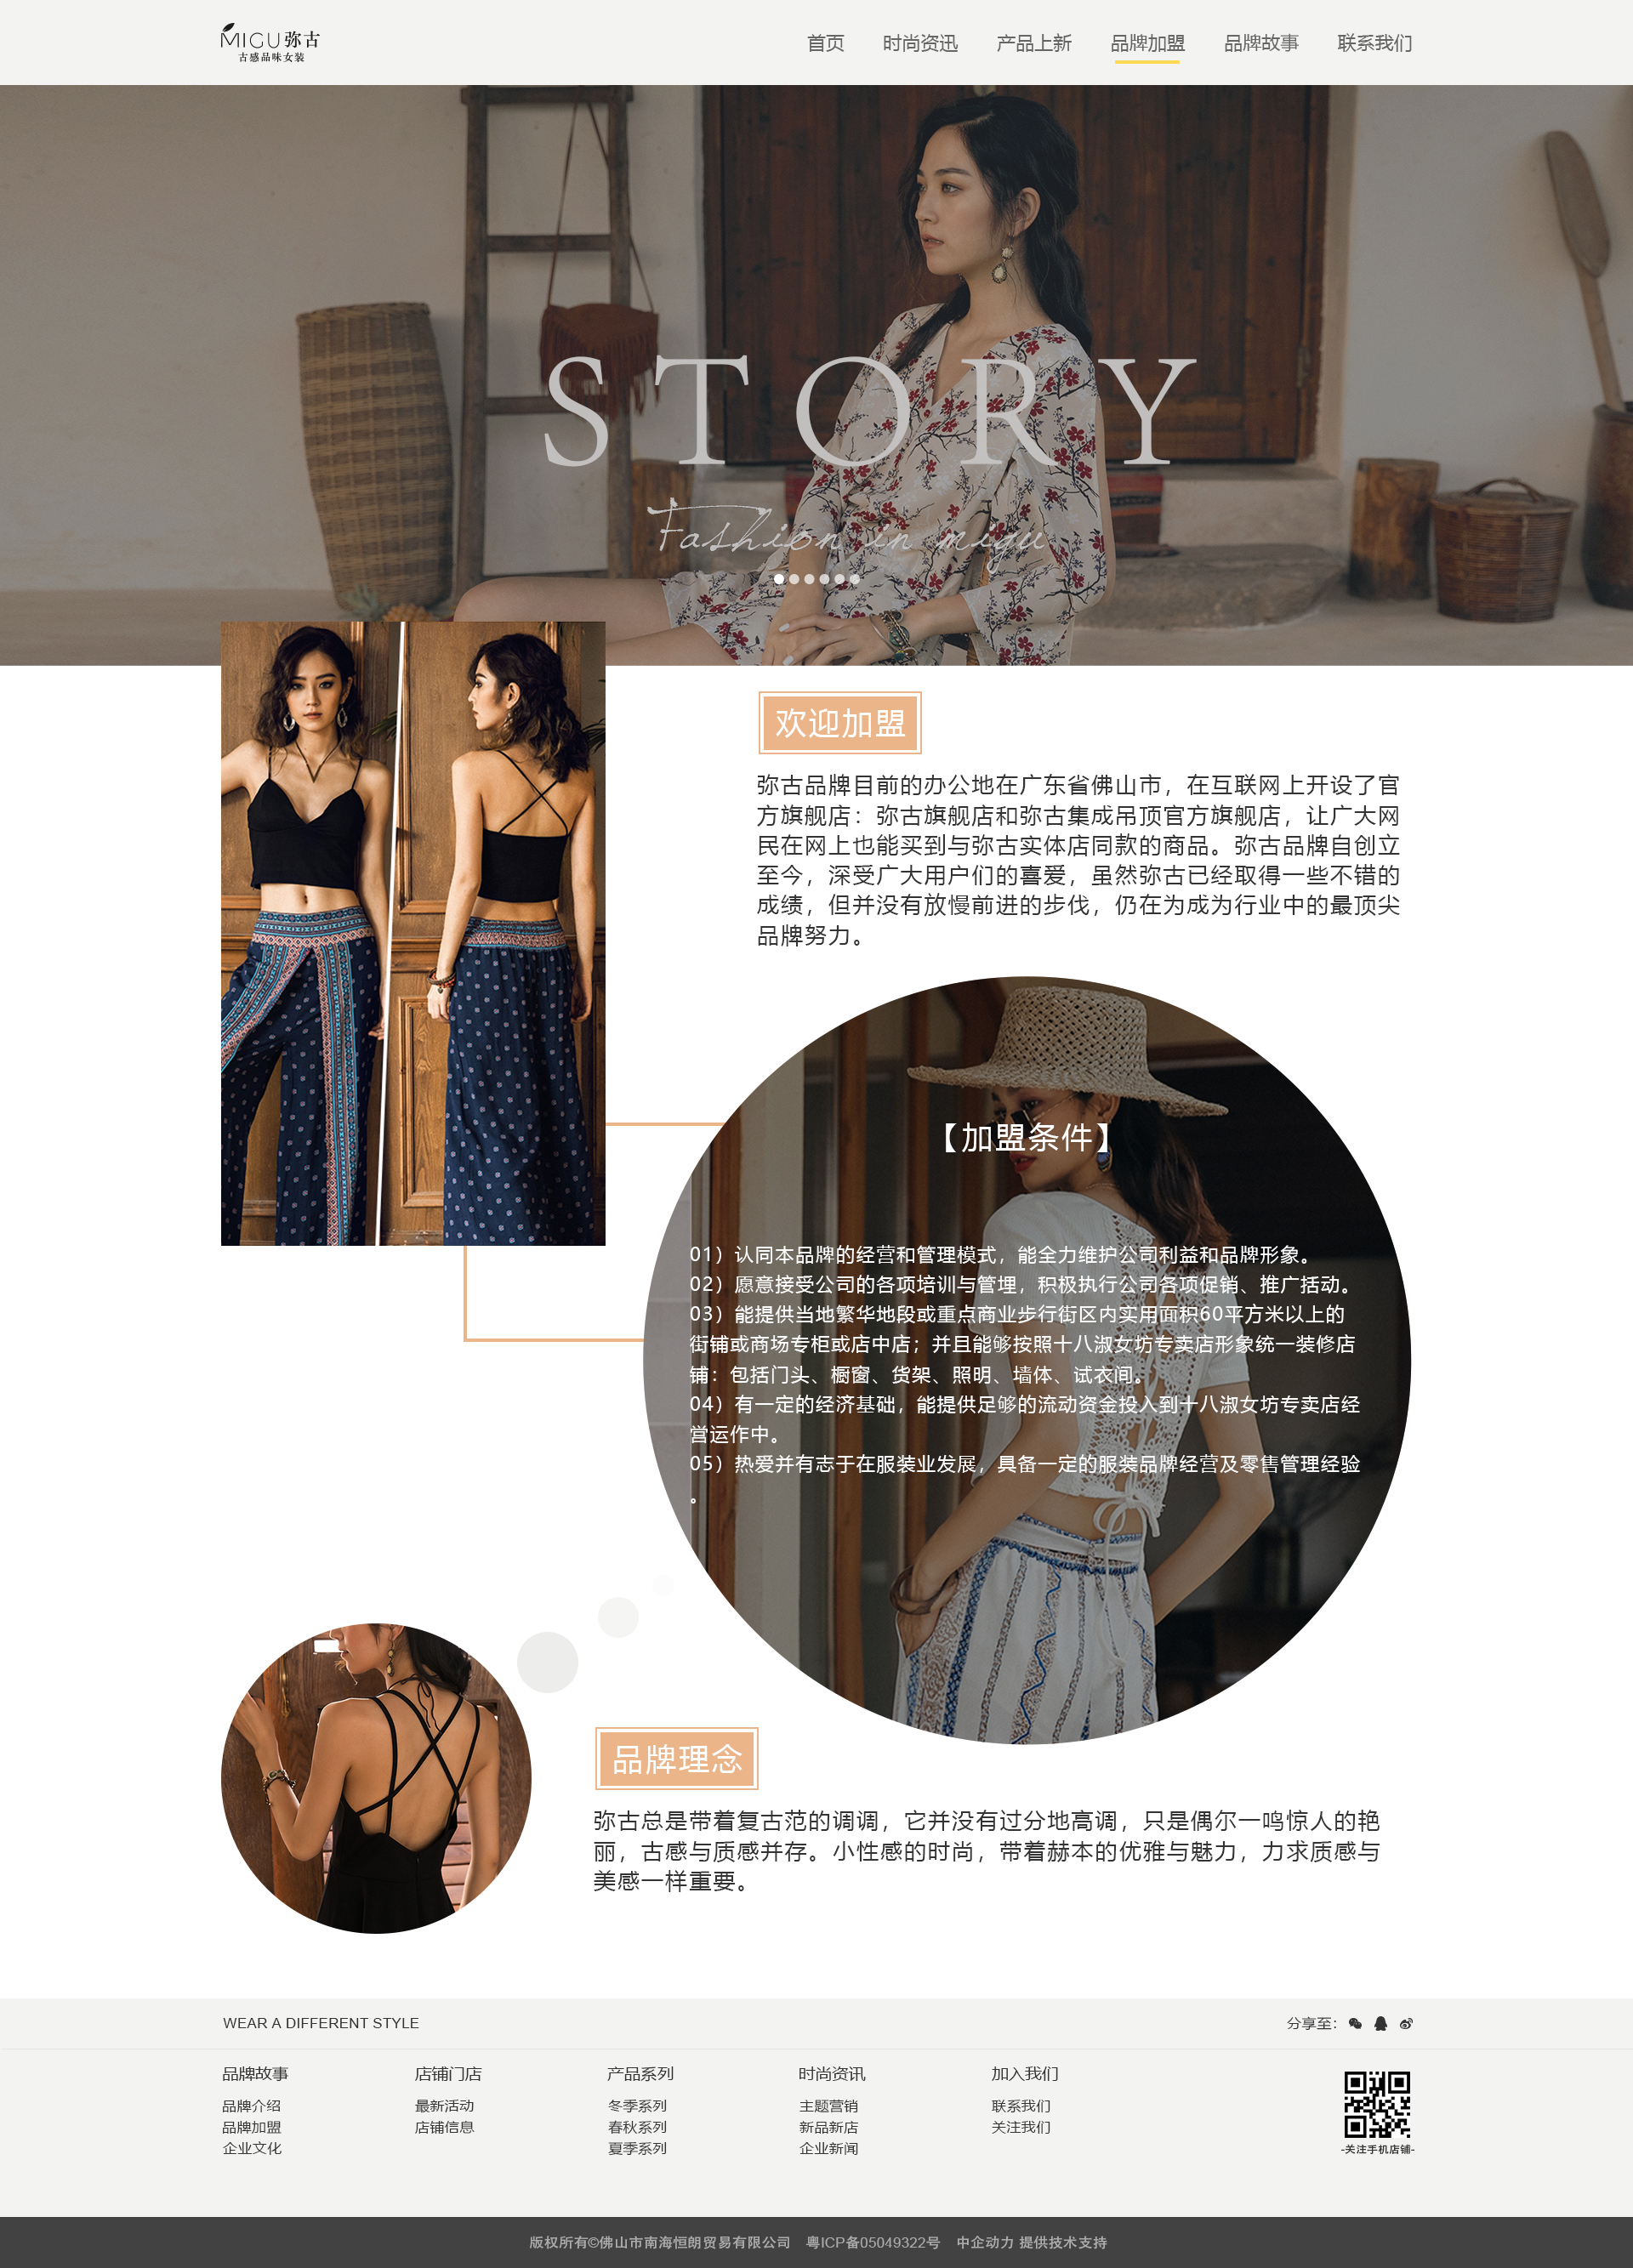 MIGU弥古
古感品味女装
首页 时尚资讯 产品上新 品牌加盟 品牌故事 联系我们
STORY
Fashion in migu
欢迎加盟
弥古品牌目前的办公地在广东省佛山市，在互联网上开设了官
方旗舰店：弥古旗舰店和弥古集成吊顶官方旗舰店，让广大网
民在网上也能买到与弥古实体店同款的商品。弥古品牌自创立
至今，深受广大用户们的喜爱，虽然弥古已经取得一些不错的
成绩，但并没有放慢前进的步伐，仍在为成为行业中的最顶尖
品牌努力。
【加盟条件】
01）认同本品牌的经营和管理模式，能全力维护公司利益和品牌形象。
02）愿意接受公司的各项培训与管理，积极执行公司各项促销、推广括动。
03）能提供当地繁华地段或重点商业步行街区内实用面积60平方米以上的
街铺或商场专柜或店中店；并且能够按照十八淑女坊专卖店形象统一装修店
铺：包括门头、橱窗、货架、照明、墙体、试衣间。
04）有一定的经济基础，能提供足够的流动资金投入到十八淑女坊专卖店经
营运作中。
05）热爱并有志于在服装业发展，具备一定的服装品牌经营及零售管理经验
。
品牌理念
弥古总是带着复古范的调调，它并没有过分地高调，只是偶尔一鸣惊人的艳
丽，古感与质感并存。小性感的时尚，带着赫本的优雅与魅力，力求质感与
美感一样重要。
WEAR A DIFFERENT STYLE
分享至：
品牌故事 店铺门店 产品系列 时尚资讯 加入我们
品牌介绍 最新活动 冬季系列 主题营销 联系我们
品牌加盟 店铺信息 春秋系列 新品新店 关注我们
企业文化 夏季系列 企业新闻
-关注手机店铺-
版权所有©佛山市南海恒朗贸易有限公司 粤ICP备05049322号 中企动力 提供技术支持